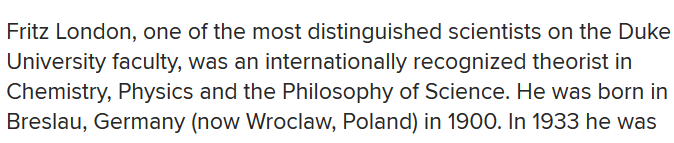 Fritz London, one of the most distinguished scientists on the Duke
University faculty, was an internationally recognized theorist in
Chemistry, Physics and the Philosophy of Science. He was born in
Breslau, Germany (now Wroclaw, Poland) in 1900. In 1933 he was